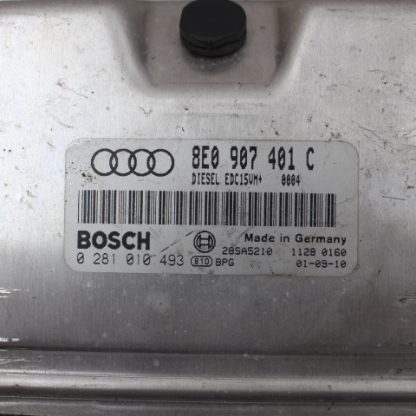 8E0 907 401 C
DIESEL EDC15VM+ 0004
BOSCH Made in Germany
28SA5210 1128 0160
0 281 010 493 610 BPG 01-09-10